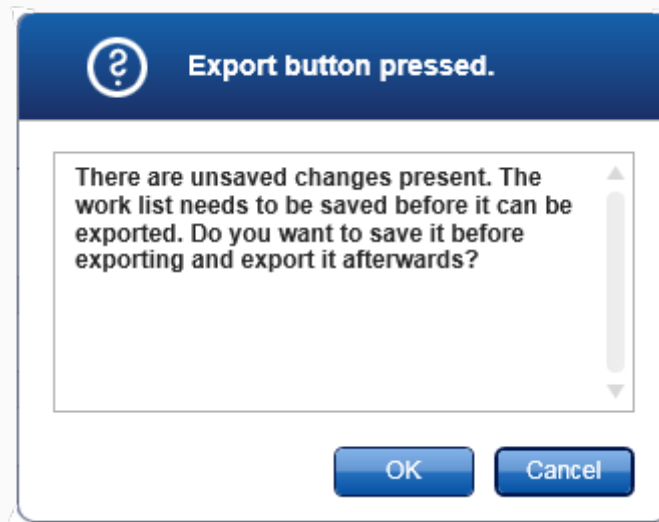 Export button pressed.
There are unsaved changes present. The
work list needs to be saved before it can be
exported. Do you want to save it before
exporting and export it afterwards?
OK
Cancel